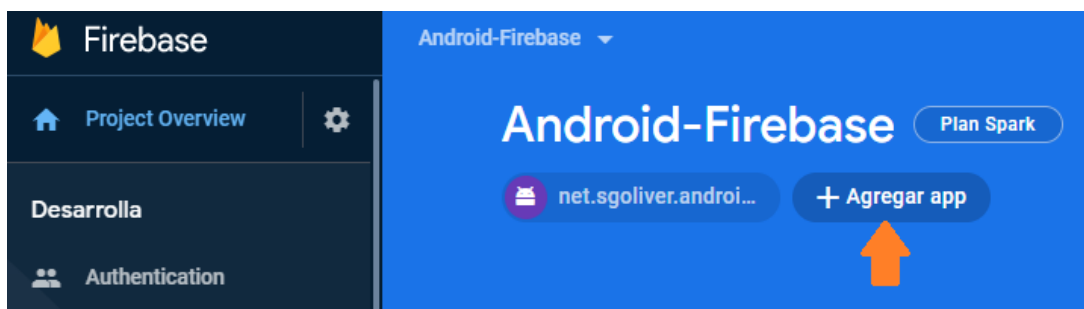 Firebase
Project Overview
Desarrolla
Authentication
Android-Firebase
Android-Firebase Plan Spark
net.sgoliver.androi... + Agregar app